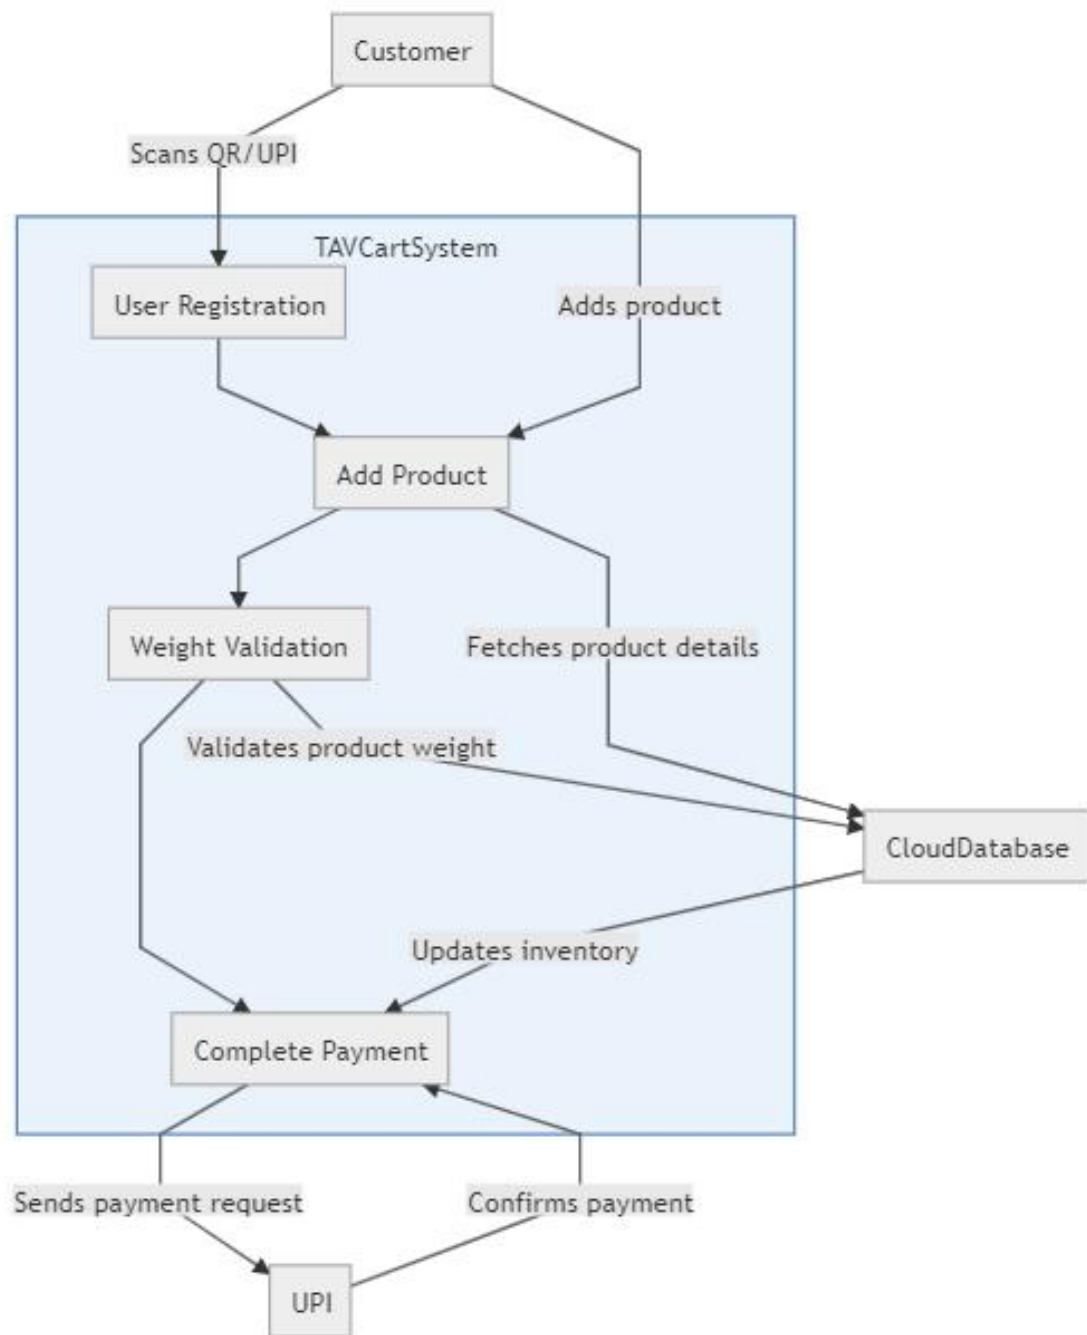 Customer
Scans QR/UPI
TAVCartSystem
User Registration
Adds product
Add Product
Weight Validation
Fetches product details
Validates product weight
CloudDatabase
Updates inventory
Complete Payment
Sends payment request
Confirms payment
UPI